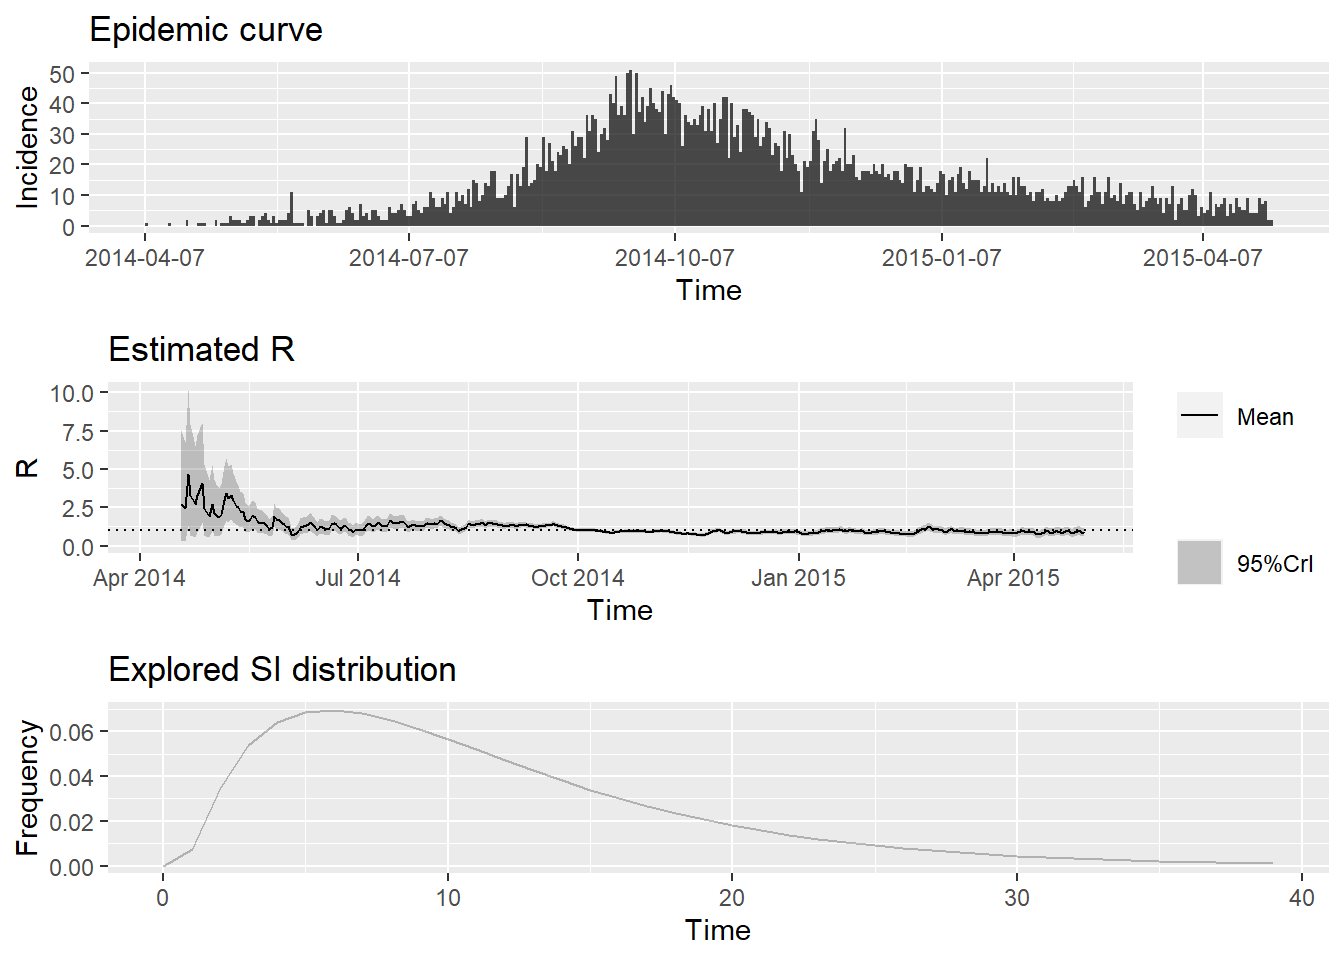 Epidemic curve
50
40
30
20
10
0
Incidence
2014-04-07 2014-07-07 2014-10-07 2015-01-07 2015-04-07
Time
Estimated R
10.0
7.5
5.0
2.5
0.0
R
Apr 2014 Jul 2014 Oct 2014 Jan 2015 Apr 2015
Time
Mean
95%CrI
Explored SI distribution
0.06
0.04
0.02
0.00
Frequency
0 10 20 30 40
Time